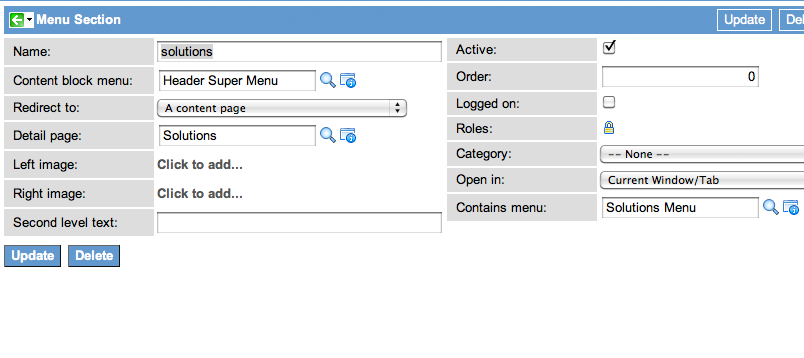 Menu Section Update
Name: solutions
Content block menu: Header Super Menu
Redirect to: A content page
Detail page: Solutions
Left image: Click to add...
Right image: Click to add...
Second level text:
Active:
Order: 0
Logged on:
Roles:
Category: -- None --
Open in: Current Window/Tab
Contains menu: Solutions Menu
Update Delete